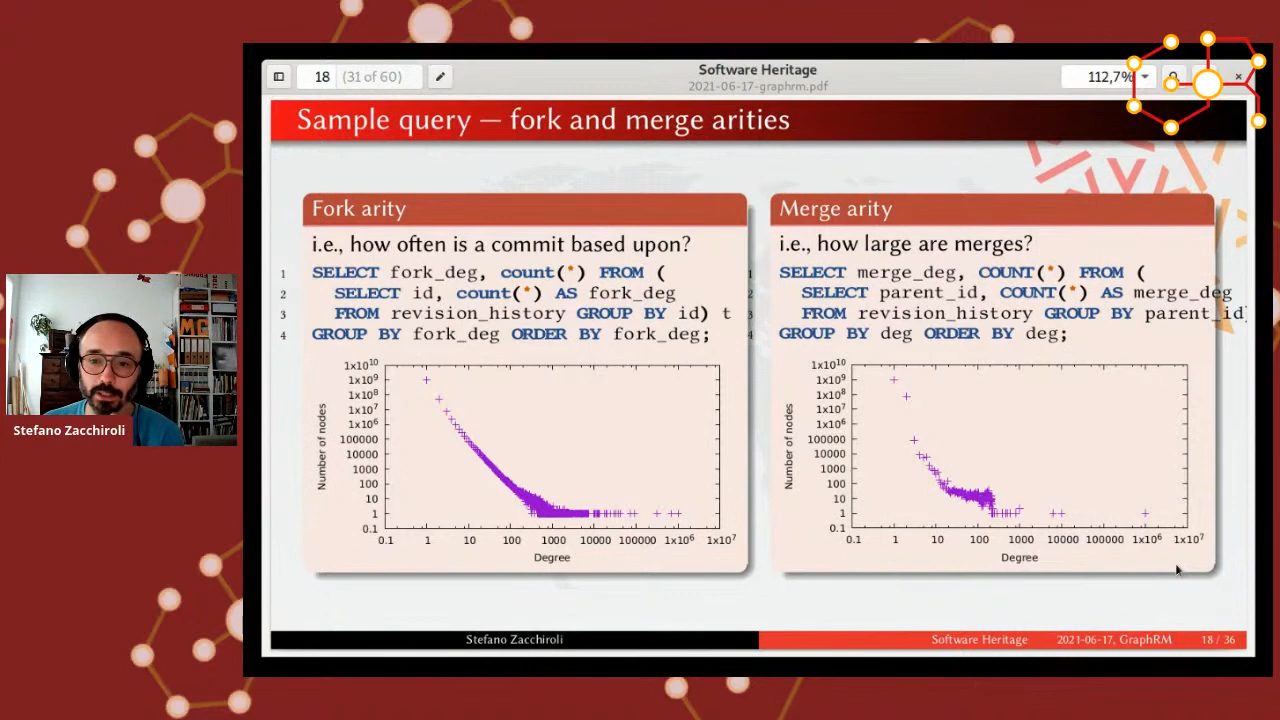 18 (31 of 60)
Software Heritage
2021-06-17-graphrm.pdf
112,7%
Sample query — fork and merge arities
Fork arity
i.e., how often is a commit based upon?
1 SELECT fork_deg, count(*) FROM (
2 SELECT id, count(*) AS fork_deg
3 FROM revision_history GROUP BY id) t
4 GROUP BY fork_deg ORDER BY fork_deg;
1x10^10
1x10^9
1x10^8
1x10^7
1x10^6
100000
10000
1000
100
10
1
0.1
Number of nodes
0.1 1 10 100 1000 10000 100000 1x10^6 1x10^7
Degree
Merge arity
i.e., how large are merges?
1 SELECT merge_deg, COUNT(*) FROM (
2 SELECT parent_id, COUNT(*) AS merge_deg
3 FROM revision_history GROUP BY parent_id)
4 GROUP BY deg ORDER BY deg;
1x10^10
1x10^9
1x10^8
1x10^7
1x10^6
100000
10000
1000
100
10
1
0.1
Number of nodes
0.1 1 10 100 1000 10000 100000 1x10^6 1x10^7
Degree
MG
Stefano Zacchiroli
Stefano Zacchiroli
Software Heritage 2021-06-17, GraphRM 18 / 36